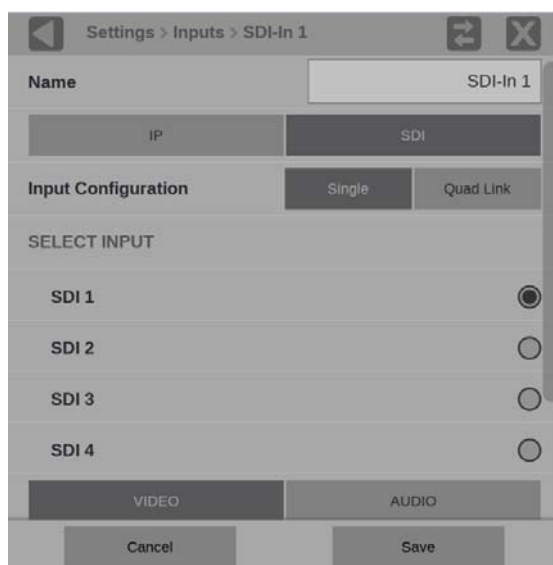 Settings > Inputs > SDI-In 1
Name SDI-In 1
IP SDI
Input Configuration Single Quad Link
SELECT INPUT
SDI 1
SDI 2
SDI 3
SDI 4
VIDEO AUDIO
Cancel Save